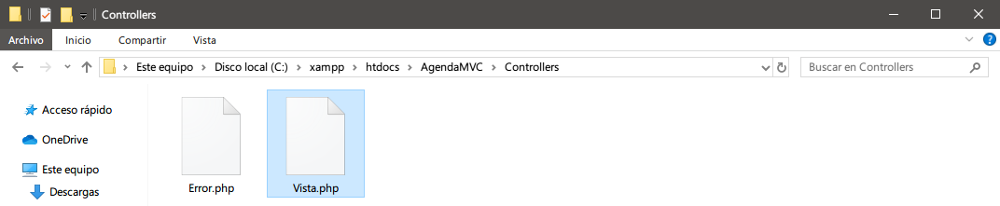 Controllers
Archivo Inicio Compartir Vista
Este equipo Disco local (C:) xampp htdocs AgendaMVC Controllers Buscar en Controllers
Acceso rápido
OneDrive
Este equipo
Descargas
Error.php Vista.php